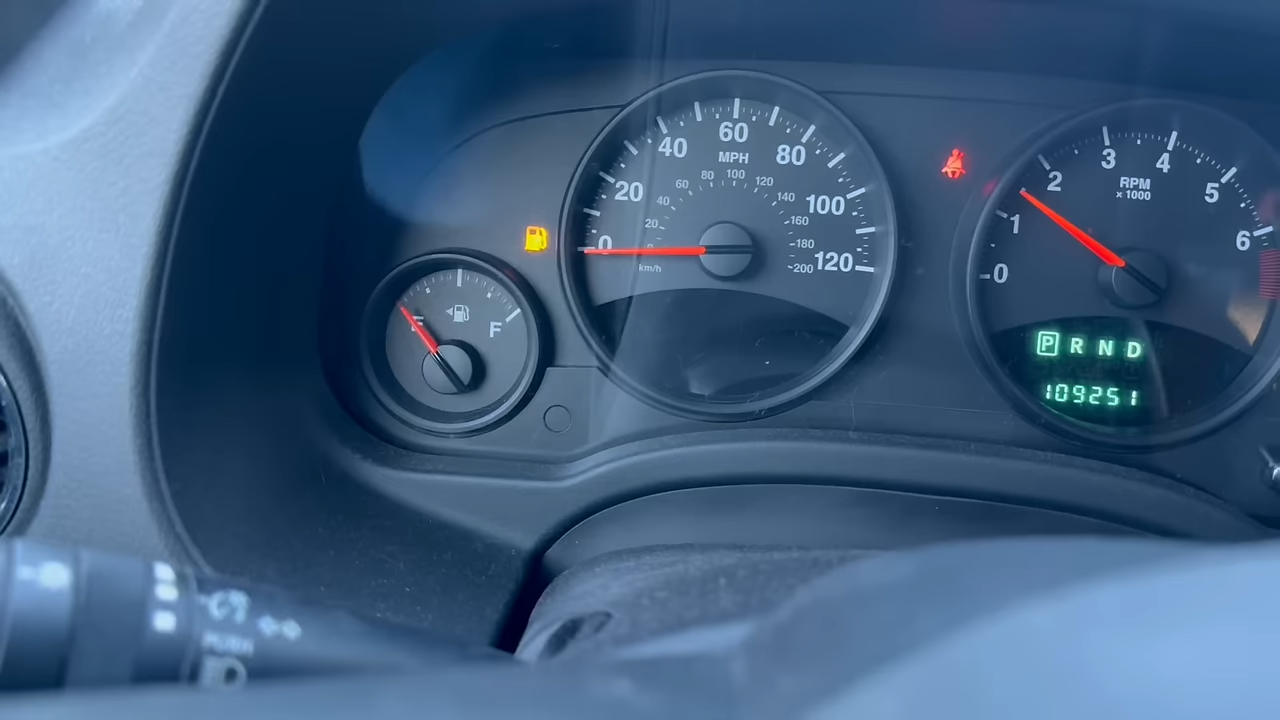 0 20 40 60 80 100 120
MPH
20 40 60 80 100 120 140 160 180 200
km/h
E F
0 1 2 3 4 5 6
RPM
x 1000
P R N D
109251
PUSH